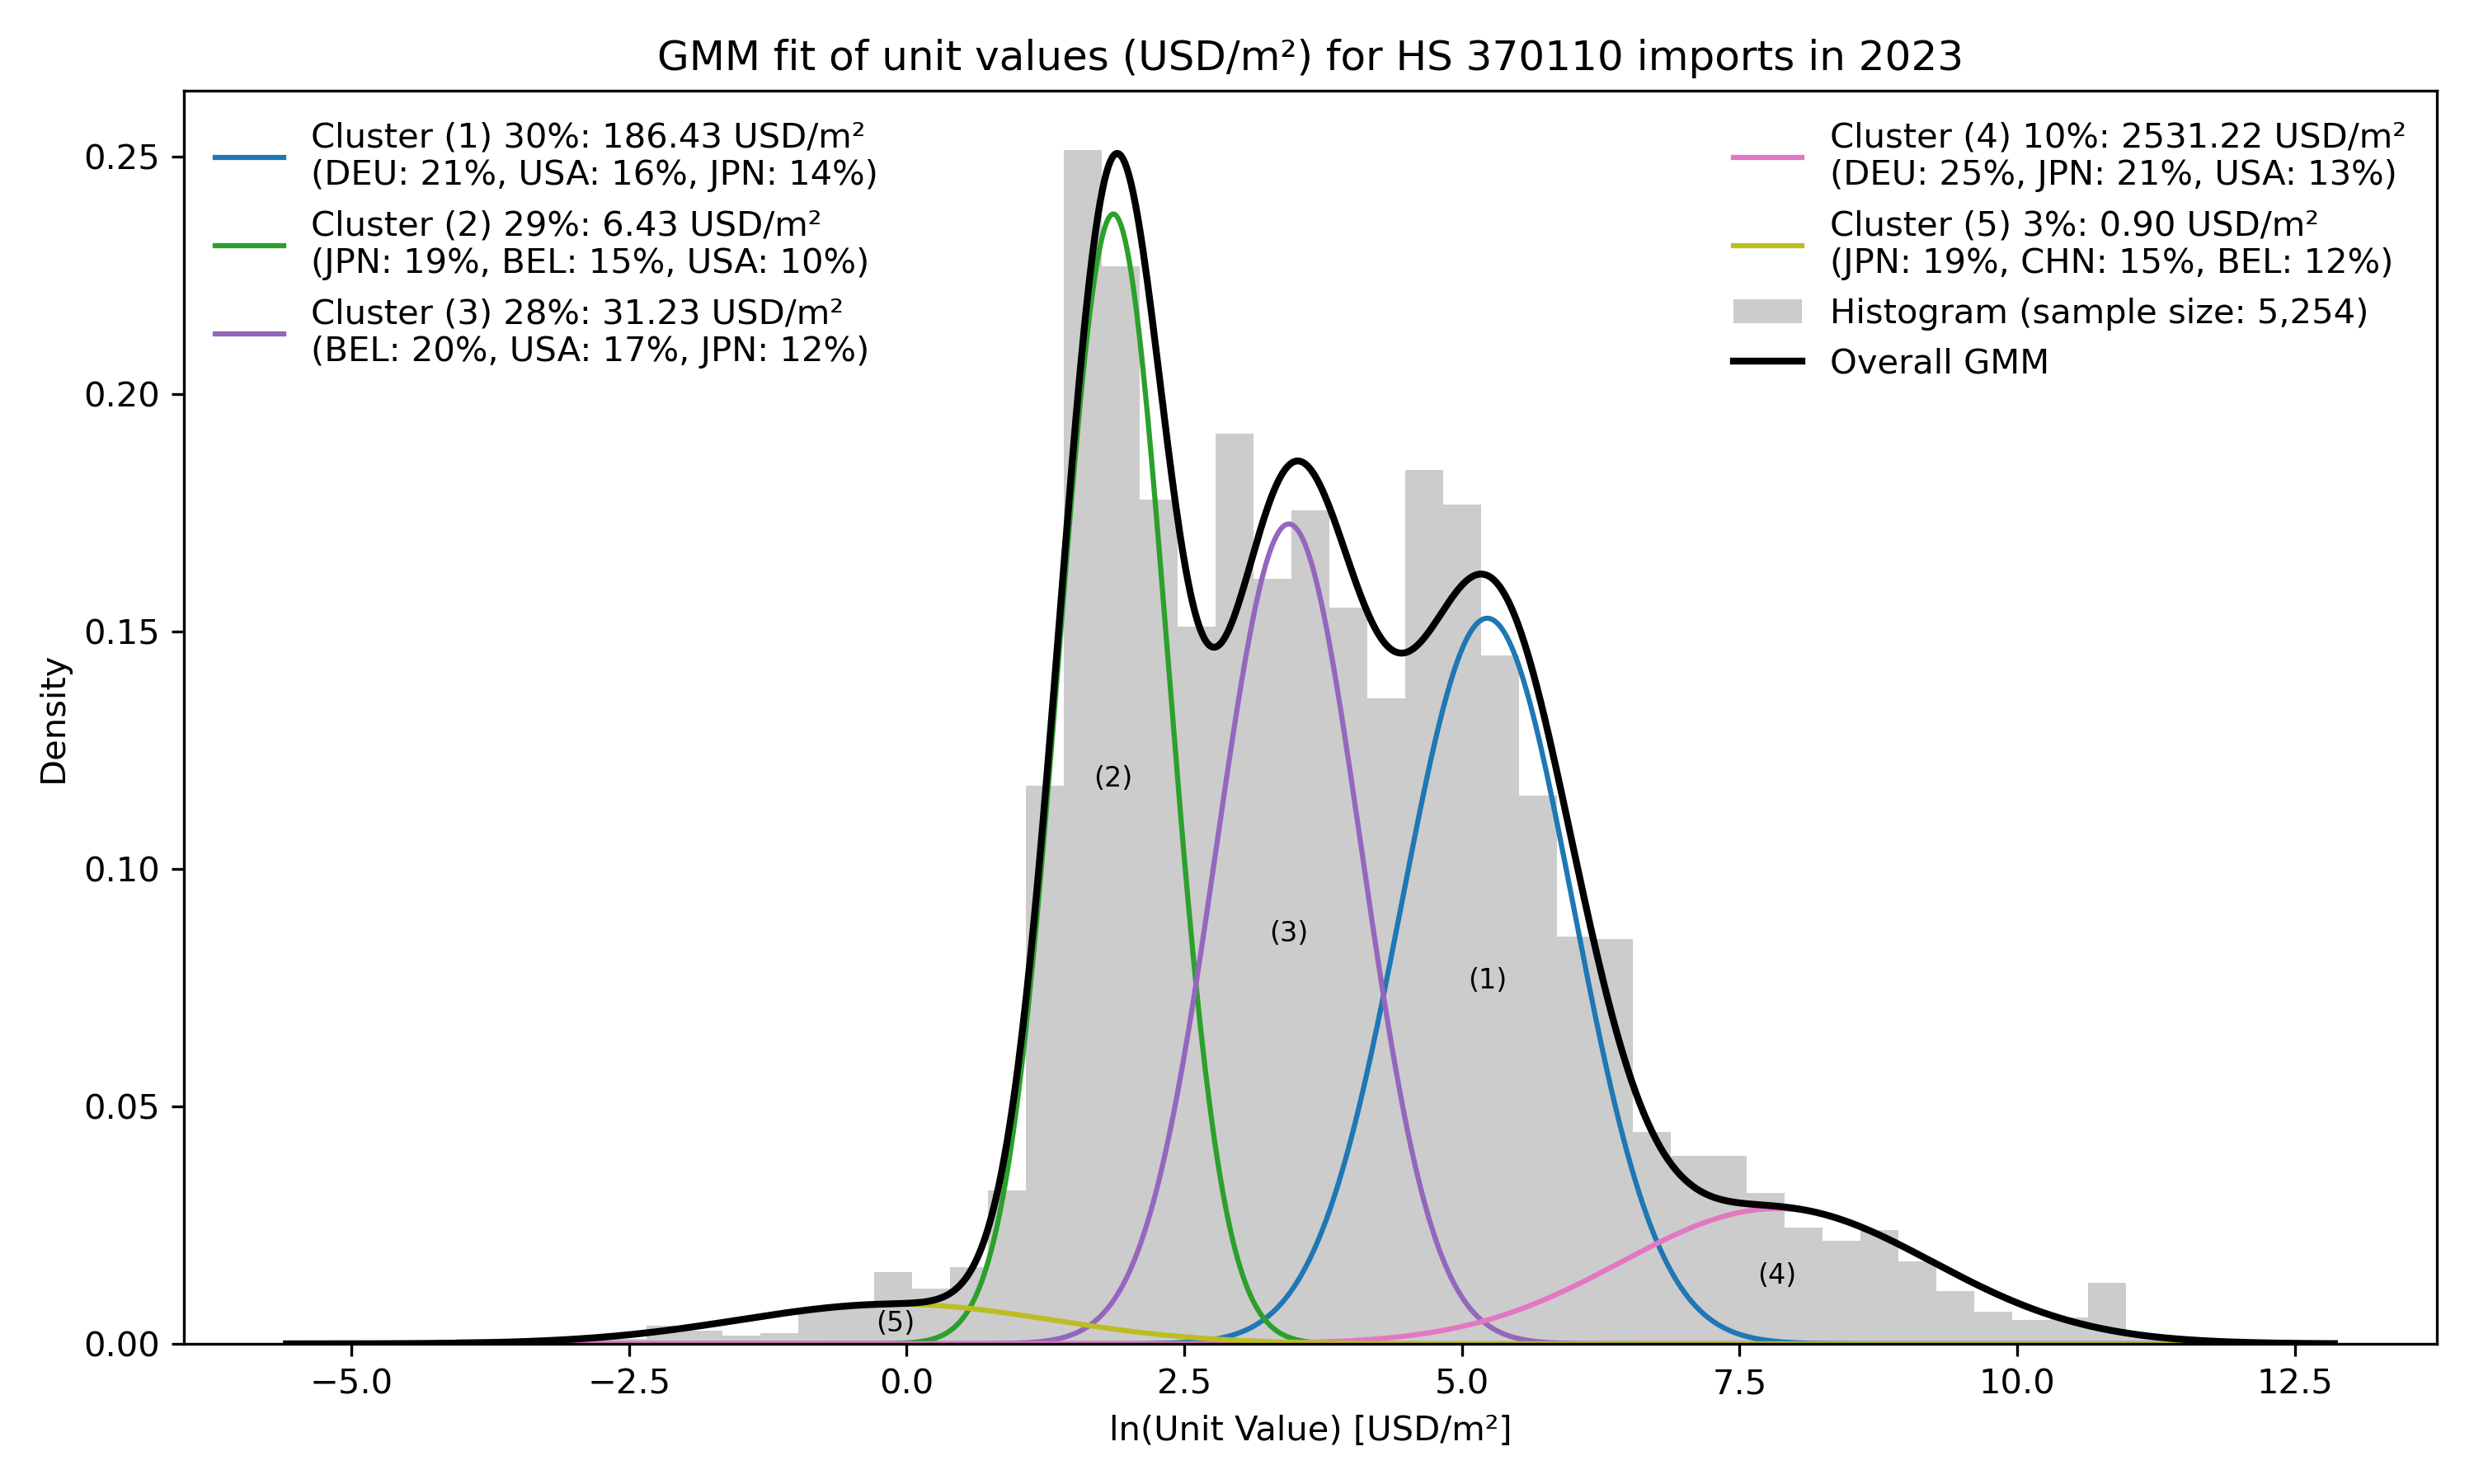 GMM fit of unit values (USD/m²) for HS 370110 imports in 2023
Cluster (1) 30%: 186.43 USD/m²
(DEU: 21%, USA: 16%, JPN: 14%)
Cluster (2) 29%: 6.43 USD/m²
(JPN: 19%, BEL: 15%, USA: 10%)
Cluster (3) 28%: 31.23 USD/m²
(BEL: 20%, USA: 17%, JPN: 12%)
Cluster (4) 10%: 2531.22 USD/m²
(DEU: 25%, JPN: 21%, USA: 13%)
Cluster (5) 3%: 0.90 USD/m²
(JPN: 19%, CHN: 15%, BEL: 12%)
Histogram (sample size: 5,254)
Overall GMM
Density
0.25
0.20
0.15
0.10
0.05
0.00
(2)
(3)
(1)
(4)
(5)
−5.0
−2.5
0.0
2.5
5.0
7.5
10.0
12.5
ln(Unit Value) [USD/m²]